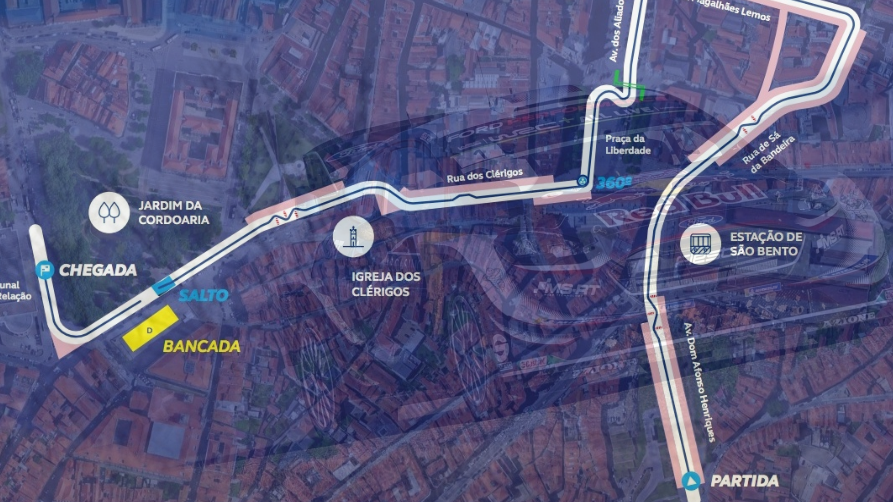 Magalhães Lemos
Av. dos Aliados
Praça da
Liberdade
Rua de Sá
da Bandeira
Rua dos Clérigos
360º
Red Bull
JARDIM DA
CORDOARIA
IGREJA DOS
CLÉRIGOS
ESTAÇÃO DE
SÃO BENTO
CHEGADA
unal
Relação
SALTO
D
BANCADA
M-SPORT
Av. Dom Afonso Henriques
PARTIDA